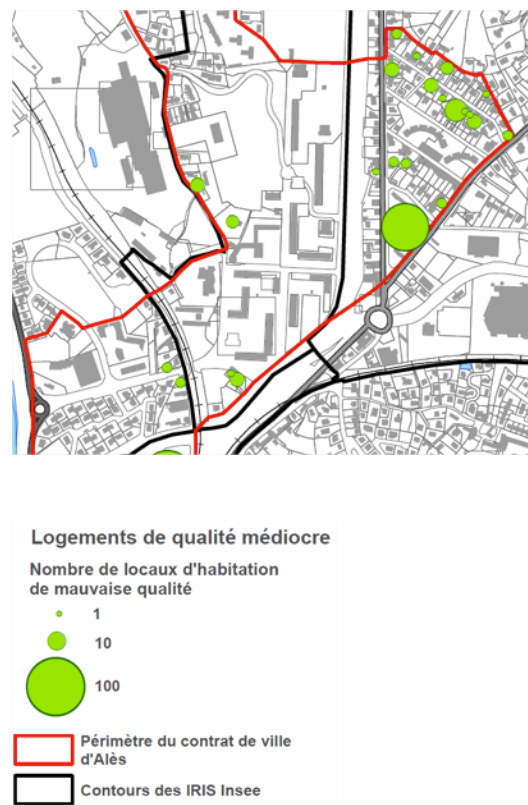 Logements de qualité médiocre
Nombre de locaux d'habitation
de mauvaise qualité
1
10
100
Périmètre du contrat de ville
d'Alès
Contours des IRIS Insee